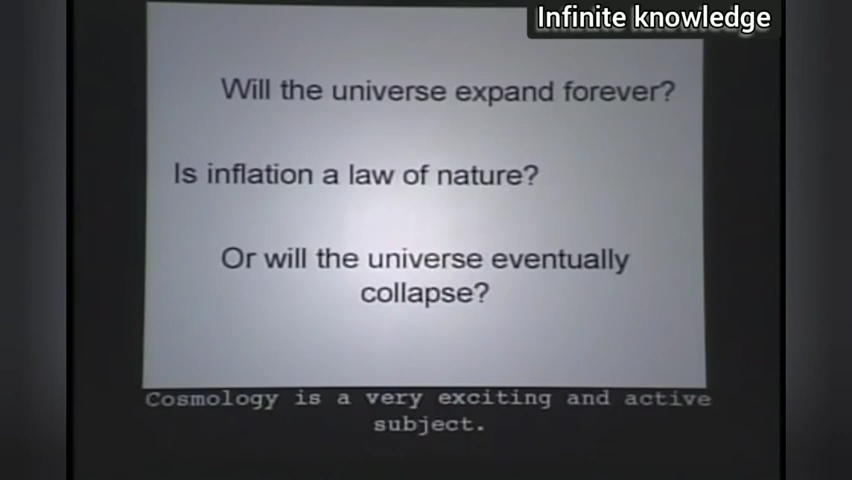 Infinite knowledge
Will the universe expand forever?
Is inflation a law of nature?
Or will the universe eventually
collapse?
Cosmology is a very exciting and active
subject.